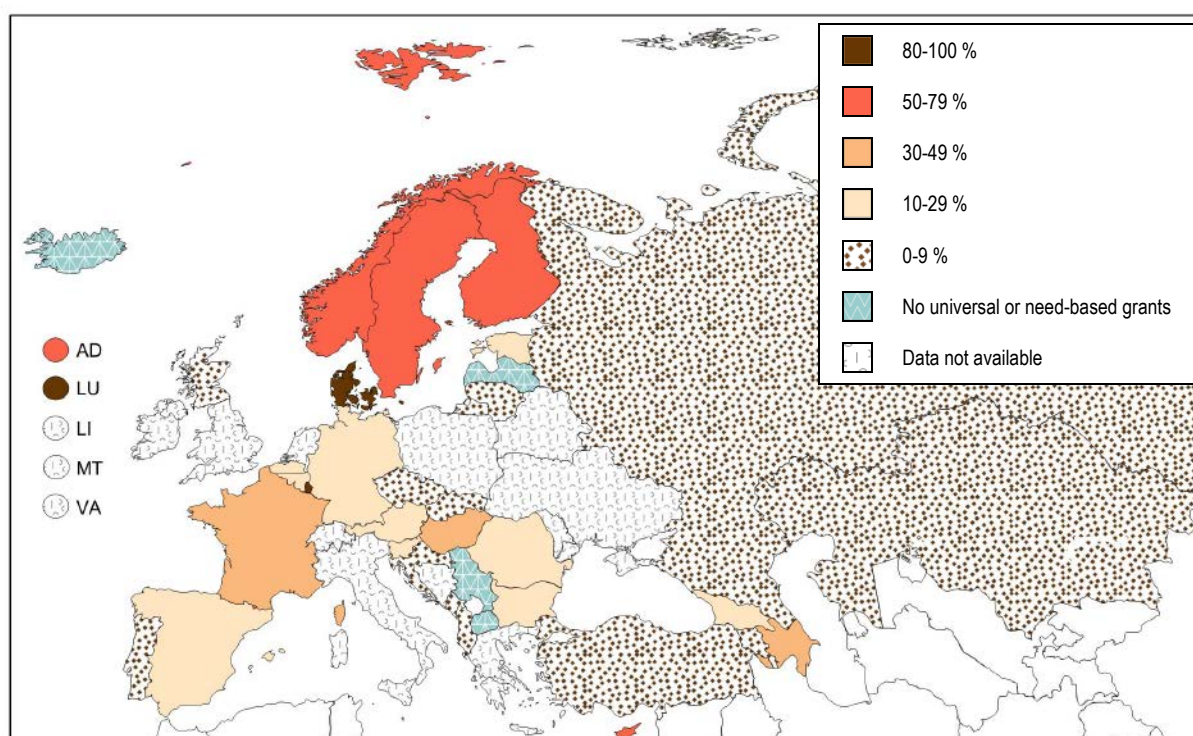 80-100 %
50-79 %
30-49 %
10-29 %
0-9 %
No universal or need-based grants
Data not available
AD
LU
LI
MT
VA